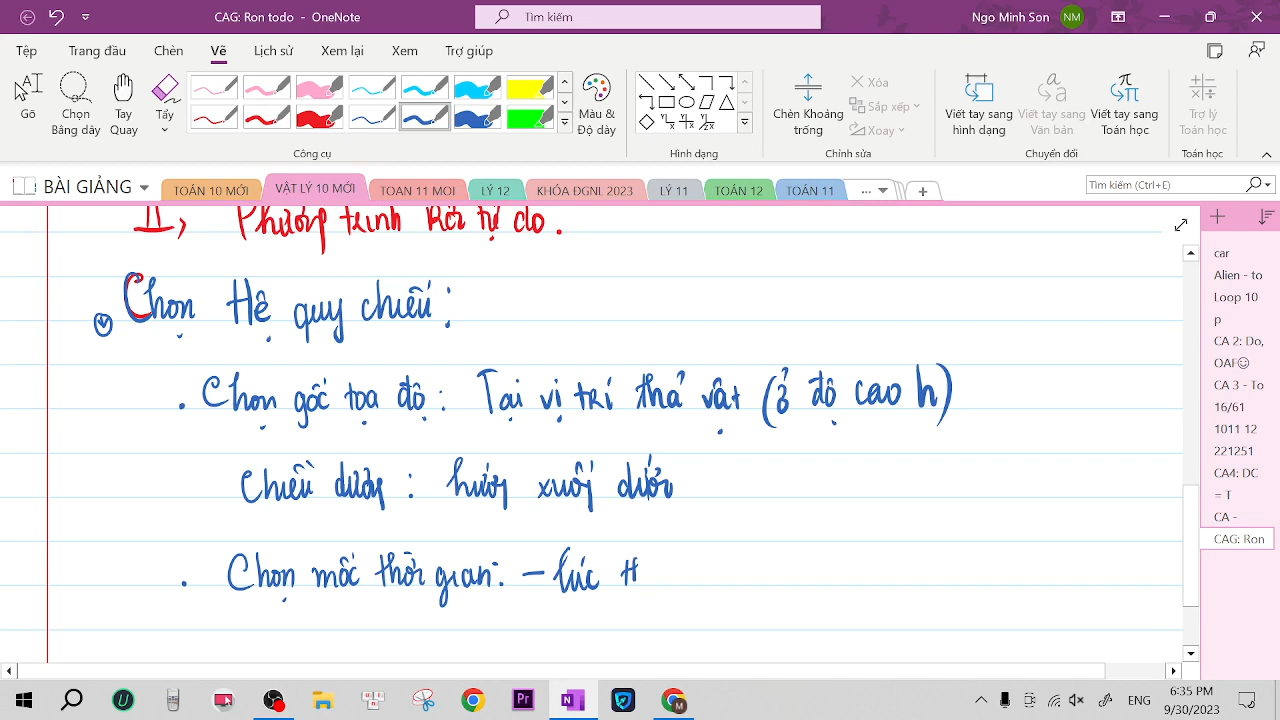 CAG: Ron todo - OneNote
Tìm kiếm
Ngo Minh Son
NM
Tệp
Trang đầu
Chèn
Vẽ
Lịch sử
Xem lại
Xem
Trợ giúp
Gõ
Chọn Bằng dây
Tay Quay
Tẩy
Màu & Độ dày
Chèn Khoảng trống
Xóa
Sắp xếp
Xoay
Viết tay sang hình dạng
Viết tay sang Văn bản
Viết tay sang Toán học
Trợ lý Toán học
Công cụ
Hình dạng
Chỉnh sửa
Chuyển đổi
Toán học
BÀI GIẢNG
TOÁN 10 MỚI
VẬT LÝ 10 MỚI
TOAN 11 MOI
LÝ 12
KHÓA ĐGNL 2023
LÝ 11
TOÁN 12
TOÁN 11
...
Tìm kiếm (Ctrl+E)
II, Phương trình Rơi tự do.
Chọn Hệ quy chiếu:
. Chọn gốc tọa độ: Tại vị trí thả vật (ở độ cao h)
Chiều dương: hướng xuống dưới
. Chọn mốc thời gian: - lúc t
car
Alien - to
Loop 10
p
CA 2: Do,
OAF☺
CA 3 - To
16/61
1011 12
221251
CA4: DC
= T
CA -
CAG: Ron
Pr
N
M
ENG
6:35 PM
9/30/2023